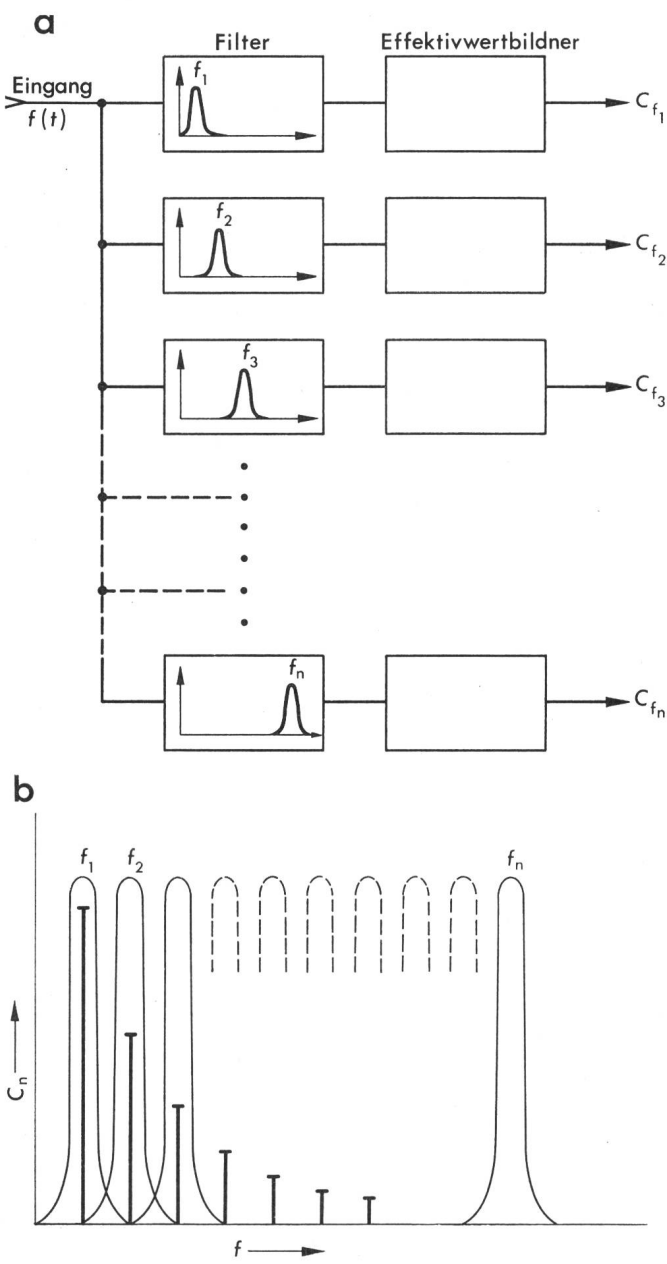 a
Filter
Effektivwertbildner
Eingang
f(t)
f₁
C_f₁
f₂
C_f₂
f₃
C_f₃
fₙ
C_fₙ
b
f₁
f₂
fₙ
Cₙ
f